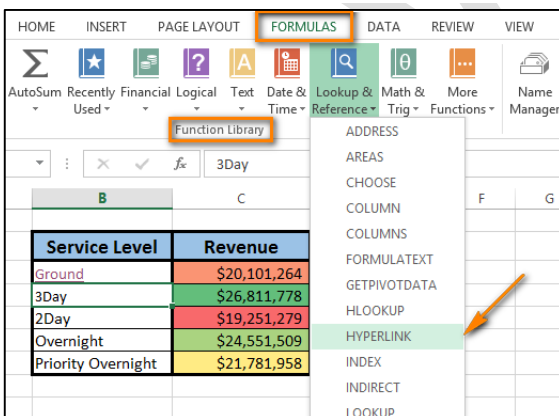 HOME INSERT PAGE LAYOUT FORMULAS DATA REVIEW VIEW
AutoSum Recently Used Financial Logical Text Date & Time Lookup & Reference Math & Trig More Functions Name
Function Library
3Day
B C F G
Service Level Revenue
Ground $20,101,264
3Day $26,811,778
2Day $19,251,279
Overnight $24,551,509
Priority Overnight $21,781,958
ADDRESS
AREAS
CHOOSE
COLUMN
COLUMNS
FORMULATEXT
GETPIVOTDATA
HLOOKUP
HYPERLINK
INDEX
INDIRECT
LOOKUP